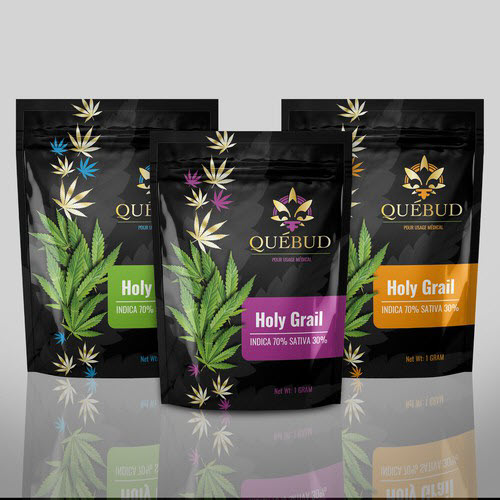 Holy
INDICA 70%
QUÉBUD
POUR USAGE MÉDICAL
Holy Grail
INDICA 70% SATIVA 30%
Net Wt: 1 GRAM
QUÉBUD
POUR USAGE MÉDICAL
Holy Grail
INDICA 70% SATIVA 30%
Net Wt: 1 GRAM